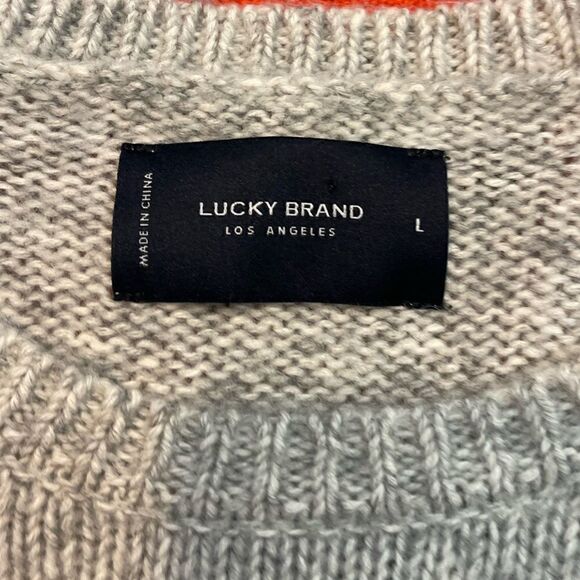 MADE IN CHINA
LUCKY BRAND
LOS ANGELES
L